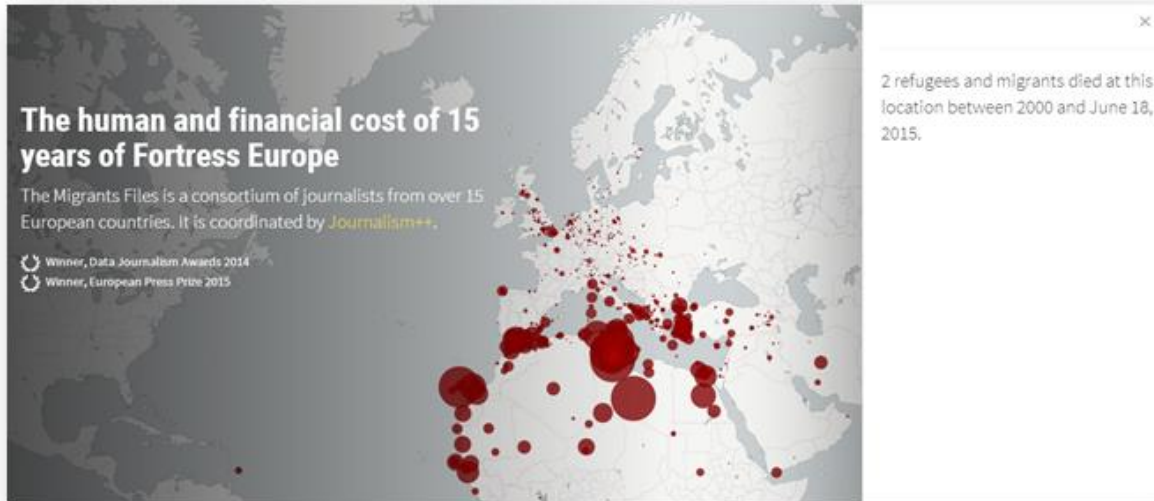 The human and financial cost of 15
years of Fortress Europe
The Migrants Files is a consortium of journalists from over 15
European countries. It is coordinated by Journalism++.
Winner, Data Journalism Awards 2014
Winner, European Press Prize 2015
×
2 refugees and migrants died at this
location between 2000 and June 18,
2015.